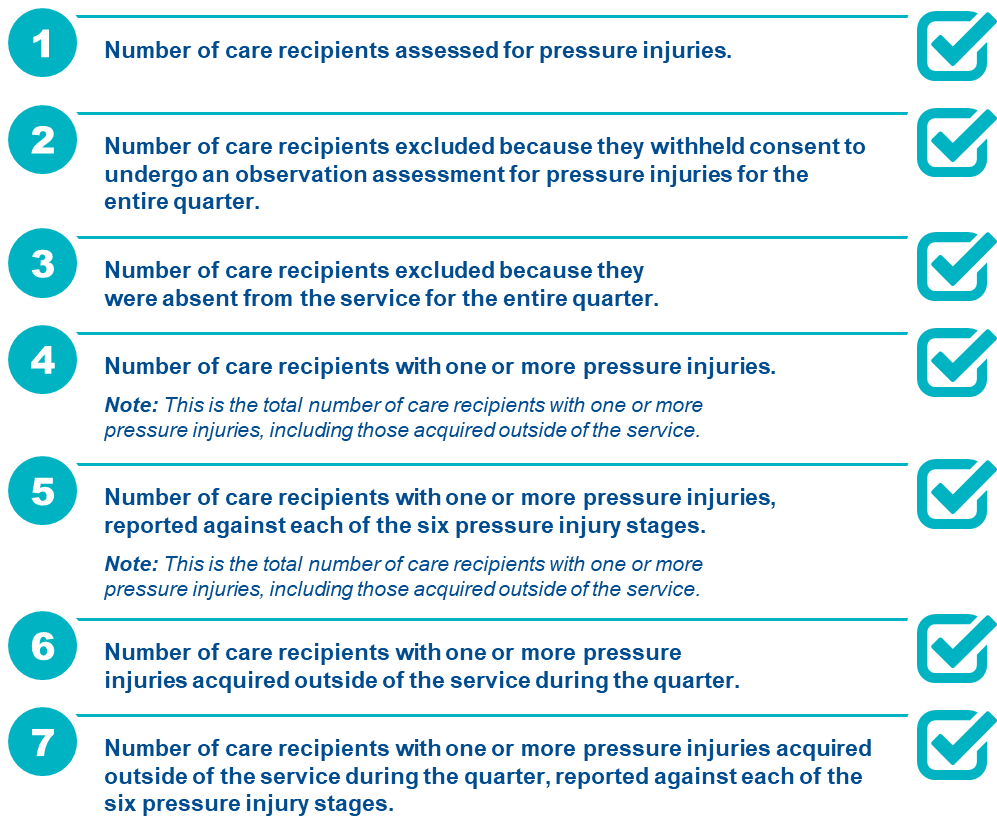 1
Number of care recipients assessed for pressure injuries.
2
Number of care recipients excluded because they withheld consent to
undergo an observation assessment for pressure injuries for the
entire quarter.
3
Number of care recipients excluded because they
were absent from the service for the entire quarter.
4
Number of care recipients with one or more pressure injuries.
Note: This is the total number of care recipients with one or more
pressure injuries, including those acquired outside of the service.
5
Number of care recipients with one or more pressure injuries,
reported against each of the six pressure injury stages.
Note: This is the total number of care recipients with one or more
pressure injuries, including those acquired outside of the service.
6
Number of care recipients with one or more pressure
injuries acquired outside of the service during the quarter.
7
Number of care recipients with one or more pressure injuries acquired
outside of the service during the quarter, reported against each of the
six pressure injury stages.